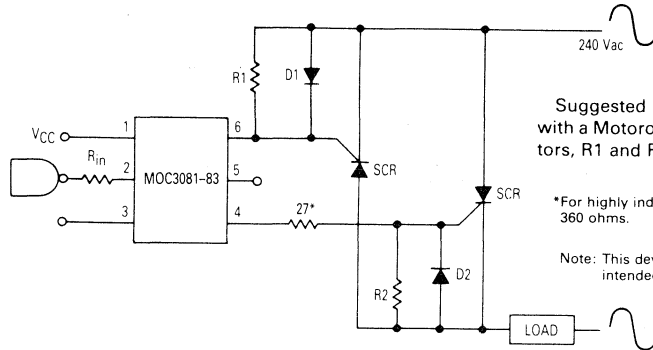 240 Vac
R1
D1
1
6
VCC
Rin
2
MOC3081-83
5
SCR
3
4
27*
SCR
R2
D2
LOAD
Suggested
with a Motoro
tors, R1 and
*For highly ind
360 ohms.
Note: This dev
intended